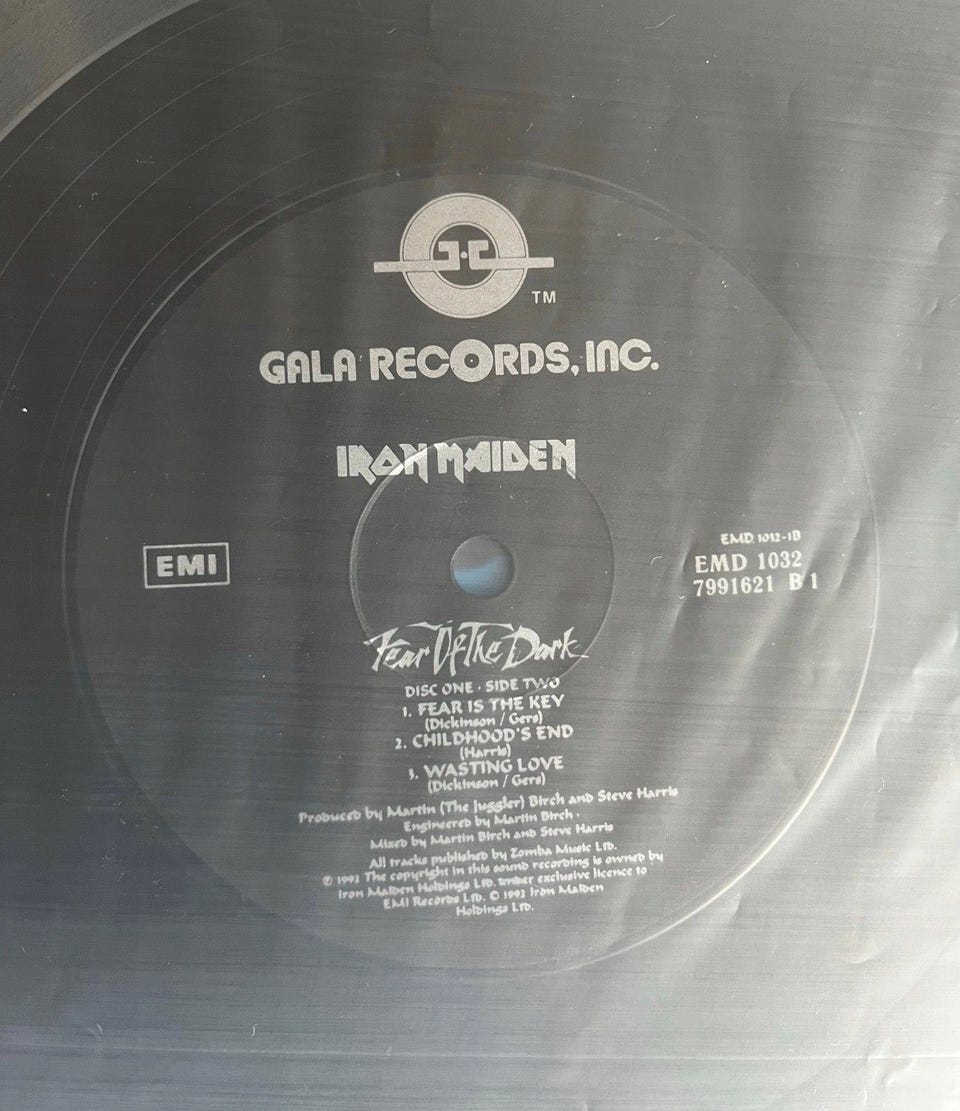 G·G
TM
GALA RECORDS, INC.
IRON MAIDEN
EMI
EMD 1032-1B
EMD 1032
7991621 B 1
Fear Of The Dark
DISC ONE · SIDE TWO
1. FEAR IS THE KEY
(Dickinson / Gers)
2. CHILDHOOD'S END
(Harris)
3. WASTING LOVE
(Dickinson / Gers)
Produced by Martin (The Juggler) Birch and Steve Harris
Engineered by Martin Birch ·
Mixed by Martin Birch and Steve Harris
All tracks published by Zomba Music Ltd.
℗ 1992 The copyright in this sound recording is owned by
Iron Maiden Holdings Ltd. under exclusive licence to
EMI Records Ltd. © 1992 Iron Maiden
Holdings Ltd.